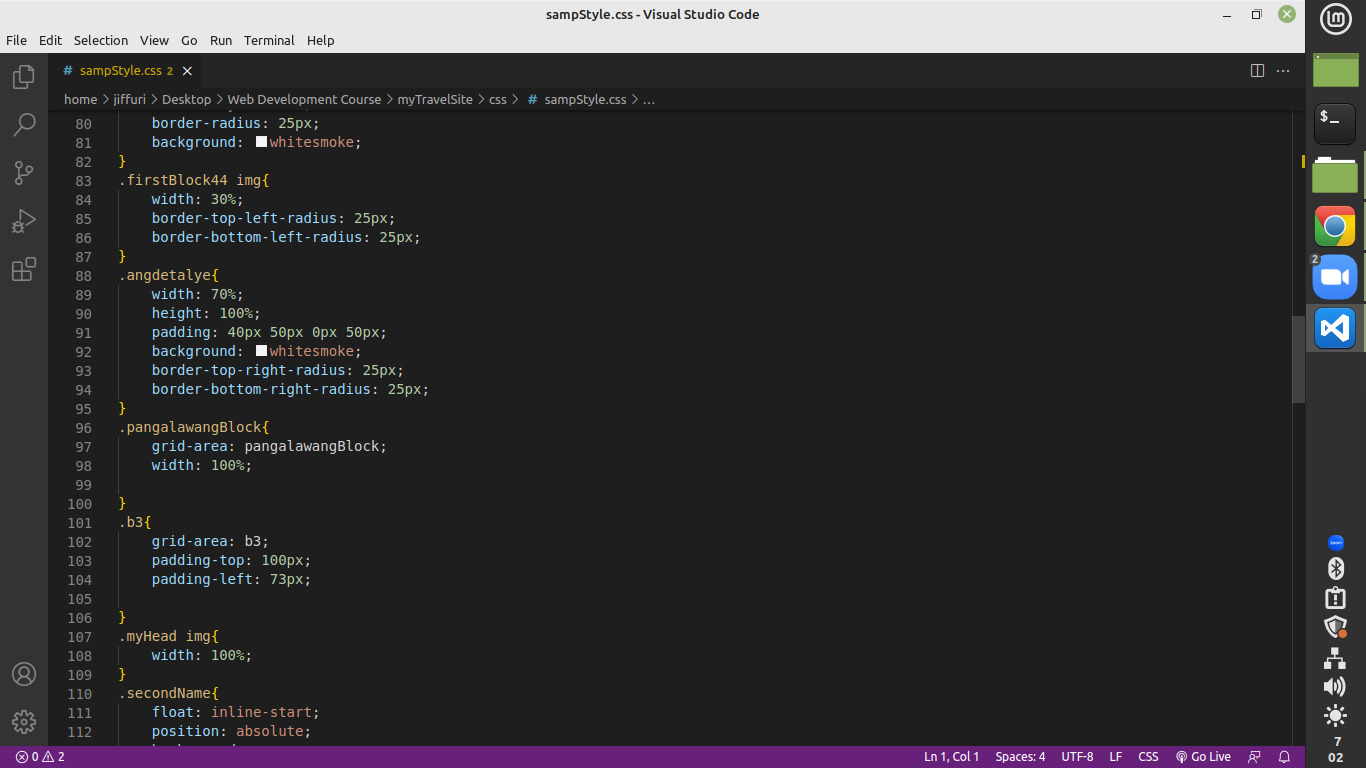 sampStyle.css - Visual Studio Code
File Edit Selection View Go Run Terminal Help
# sampStyle.css 2
home > jiffuri > Desktop > Web Development Course > myTravelSite > css > # sampStyle.css > ...
80 border-radius: 25px;
81 background: whitesmoke;
82 }
83 .firstBlock44 img{
84 width: 30%;
85 border-top-left-radius: 25px;
86 border-bottom-left-radius: 25px;
87 }
88 .angdetalye{
89 width: 70%;
90 height: 100%;
91 padding: 40px 50px 0px 50px;
92 background: whitesmoke;
93 border-top-right-radius: 25px;
94 border-bottom-right-radius: 25px;
95 }
96 .pangalawangBlock{
97 grid-area: pangalawangBlock;
98 width: 100%;
99
100 }
101 .b3{
102 grid-area: b3;
103 padding-top: 100px;
104 padding-left: 73px;
105
106 }
107 .myHead img{
108 width: 100%;
109 }
110 .secondName{
111 float: inline-start;
112 position: absolute;
0 2
Ln 1, Col 1 Spaces: 4 UTF-8 LF CSS Go Live
$_
2
7
02